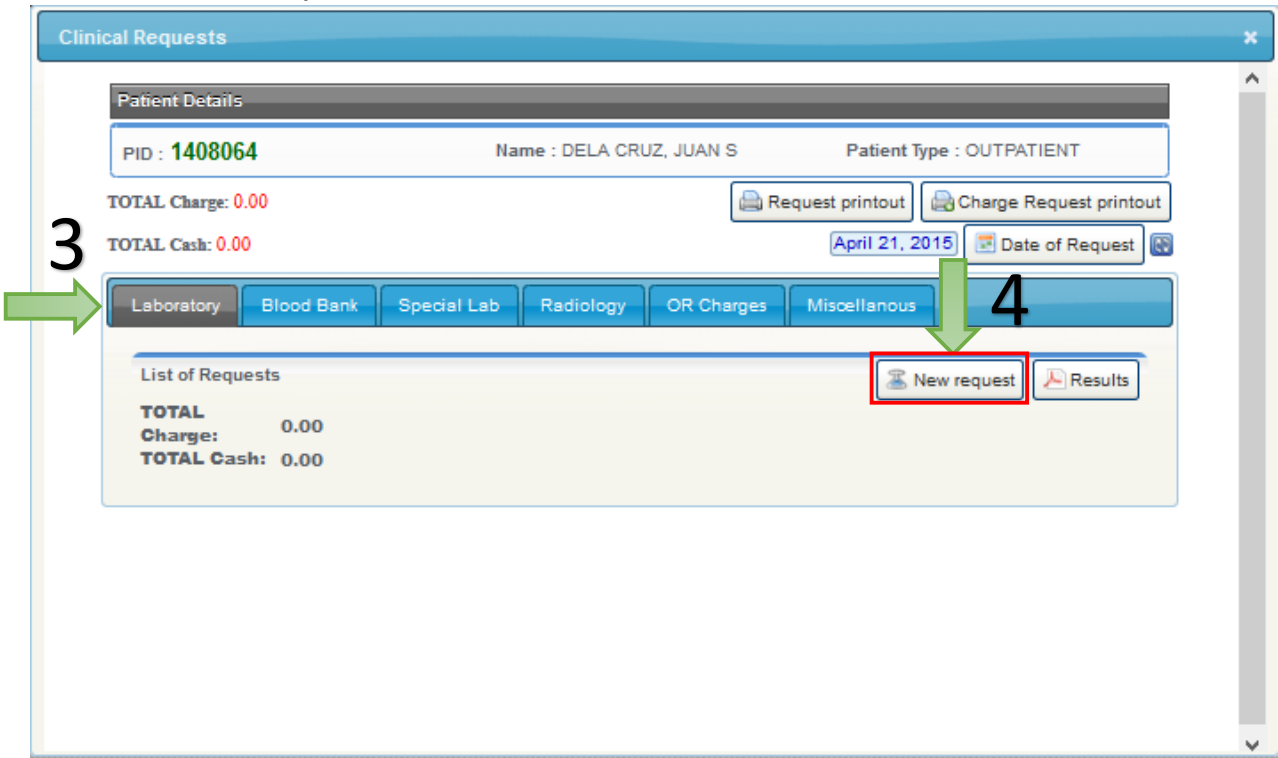 Clinical Requests
Patient Details
PID : 1408064 Name : DELA CRUZ, JUAN S Patient Type : OUTPATIENT
TOTAL Charge: 0.00 Request printout Charge Request printout
3
TOTAL Cash: 0.00 April 21, 2015 Date of Request
Laboratory Blood Bank Special Lab Radiology OR Charges Miscellanous 4
List of Requests New request Results
TOTAL
Charge: 0.00
TOTAL Cash: 0.00